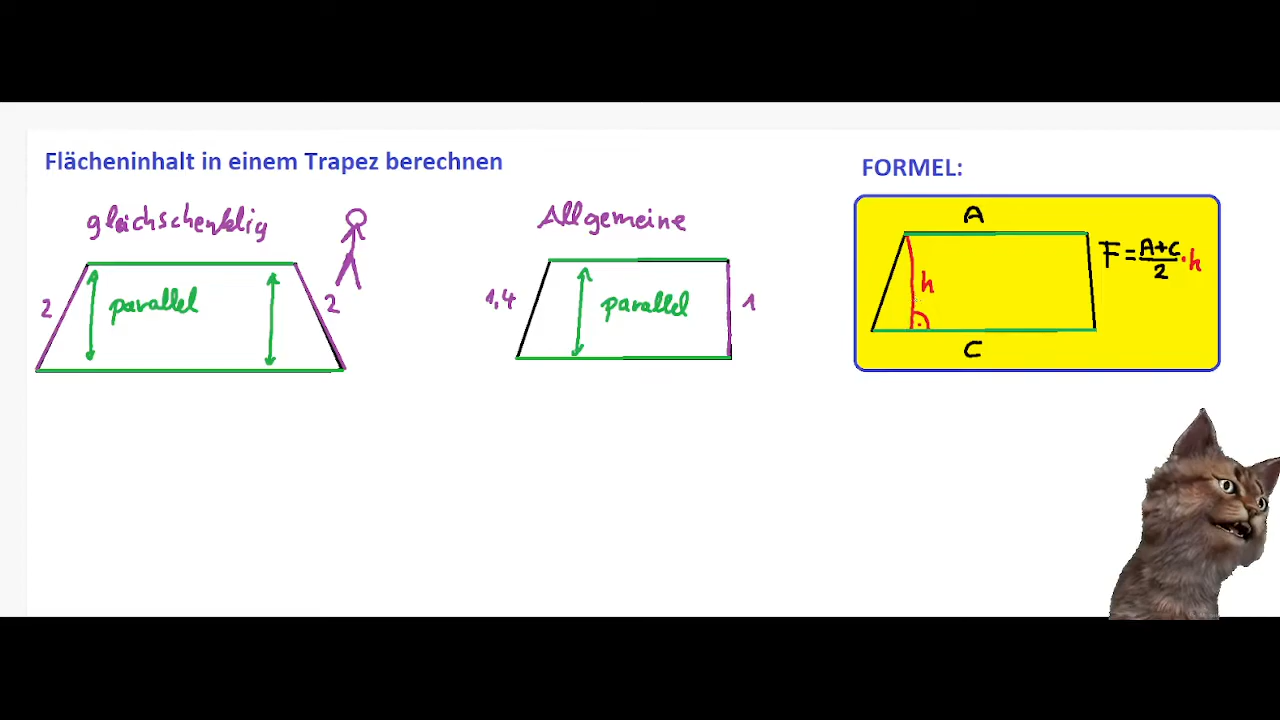 Flächeninhalt in einem Trapez berechnen
gleichschenklig
2
parallel
2
Allgemeine
1,4
parallel
1
FORMEL:
A
h
C
F = A+C/2 · h